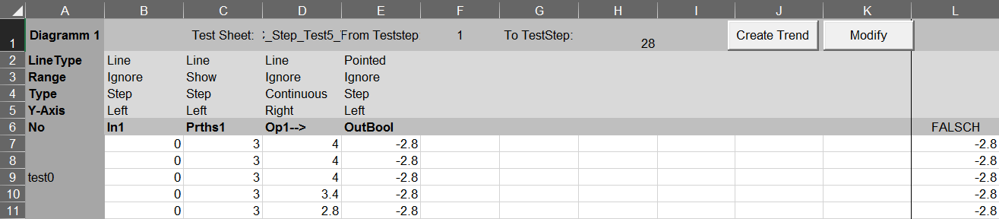 A B C D E F G H I J K L
1 Diagramm 1 Test Sheet: _Step_Test5_ From Teststep: 1 To TestStep: 28 Create Trend Modify
2 LineType Line Line Line Pointed
3 Range Ignore Show Ignore Ignore
4 Type Step Step Continuous Step
5 Y-Axis Left Left Right Left
6 No In1 Prths1 Op1--> OutBool FALSCH
7 0 3 4 -2.8 -2.8
8 0 3 4 -2.8 -2.8
9 test0 0 3 4 -2.8 -2.8
10 0 3 3.4 -2.8 -2.8
11 0 3 2.8 -2.8 -2.8